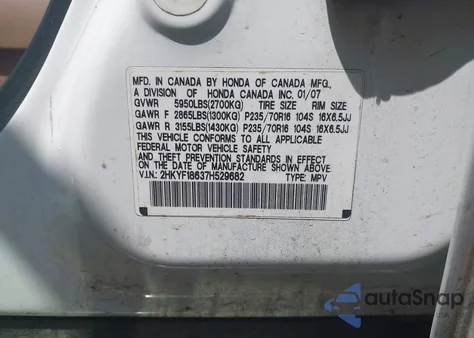 MFD. IN CANADA BY HONDA OF CANADA MFG.,
A DIVISION OF HONDA CANADA INC. 01/07
GVWR 5950LBS(2700KG) TIRE SIZE RIM SIZE
GAWR F 2865LBS(1300KG) P235/70R16 104S 16X6.5JJ
GAWR R 3155LBS(1430KG) P235/70R16 104S 16X6.5JJ
THIS VEHICLE CONFORMS TO ALL APPLICABLE
FEDERAL MOTOR VEHICLE SAFETY AND THEFT
PREVENTION STANDARDS IN EFFECT ON THE
DATE OF MANUFACTURE SHOWN ABOVE.
V.I.N.: 2HKYF18637H529682 TYPE: MPV
autaSnap